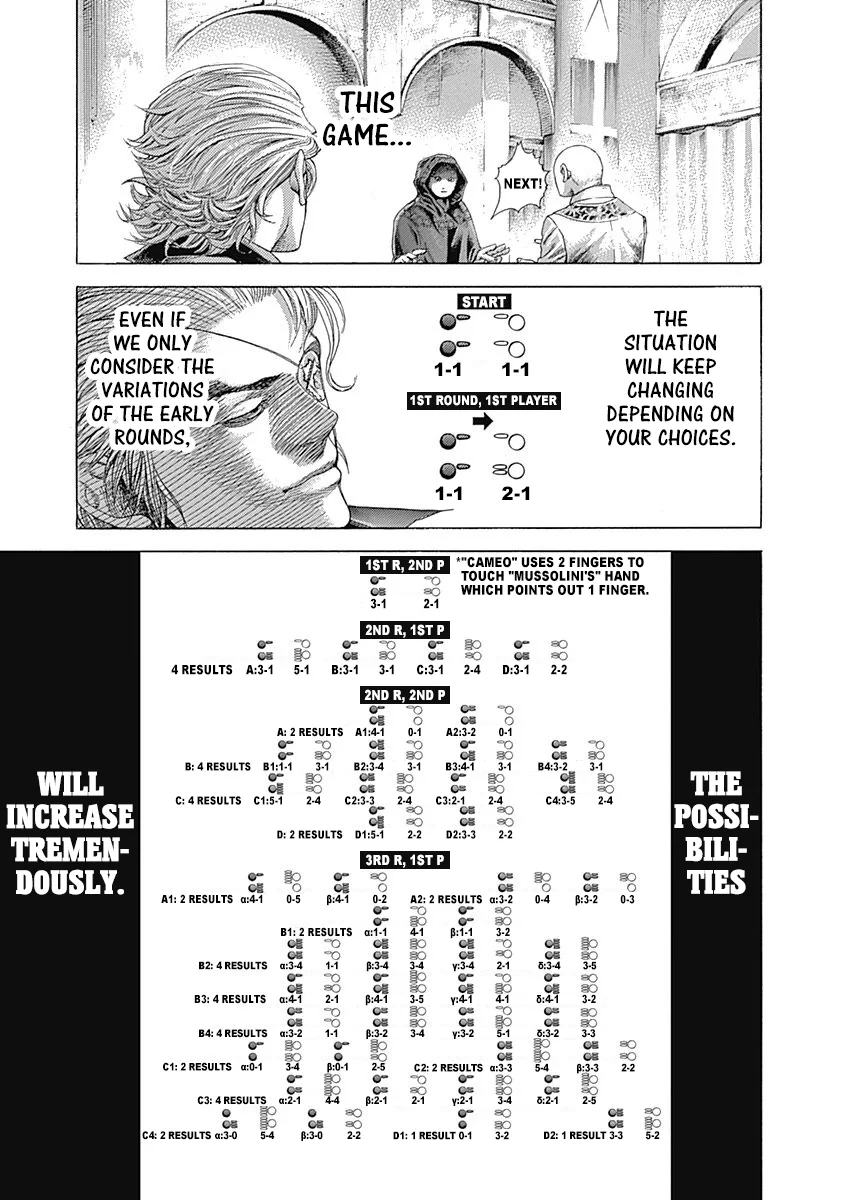 THIS
GAME...
NEXT!
THE
SITUATION
WILL KEEP
CHANGING
DEPENDING ON
YOUR CHOICES.
START
1-1 1-1
1ST ROUND, 1ST PLAYER
1-1 2-1
EVEN IF
WE ONLY
CONSIDER THE
VARIATIONS
OF THE EARLY
ROUNDS,
THE
POSSI-
BILI-
TIES
1ST R, 2ND P
*"CAMEO" USES 2 FINGERS TO
TOUCH "MUSSOLINI'S" HAND
WHICH POINTS OUT 1 FINGER.
3-1 2-1
2ND R, 1ST P
4 RESULTS A:3-1 5-1 B:3-1 3-1 C:3-1 2-4 D:3-1 2-2
2ND R, 2ND P
A: 2 RESULTS A1:4-1 0-1 A2:3-2 0-1
B: 4 RESULTS B1:1-1 3-1 B2:3-4 3-1 B3:4-1 3-1 B4:3-2 3-1
C: 4 RESULTS C1:5-1 2-4 C2:3-3 2-4 C3:2-1 2-4 C4:3-5 2-4
D: 2 RESULTS D1:5-1 2-2 D2:3-3 2-2
3RD R, 1ST P
A1: 2 RESULTS α:4-1 0-5 β:4-1 0-2 A2: 2 RESULTS α:3-2 0-4 β:3-2 0-3
B1: 2 RESULTS α:1-1 4-1 β:1-1 3-2
B2: 4 RESULTS α:3-4 1-1 β:3-4 3-4 γ:3-4 2-1 δ:3-4 3-5
B3: 4 RESULTS α:4-1 2-1 β:4-1 3-5 γ:4-1 4-1 δ:4-1 3-2
B4: 4 RESULTS α:3-2 1-1 β:3-2 3-4 γ:3-2 5-1 δ:3-2 3-3
C1: 2 RESULTS α:0-1 3-4 β:0-1 2-5 C2: 2 RESULTS α:3-3 5-4 β:3-3 2-2
C3: 4 RESULTS α:2-1 4-4 β:2-1 2-1 γ:2-1 3-4 δ:2-1 2-5
C4: 2 RESULTS α:3-0 5-4 β:3-0 2-2 D1: 1 RESULT 0-1 3-2 D2: 1 RESULT 3-3 5-2
WILL
INCREASE
TREMEN-
DOUSLY.